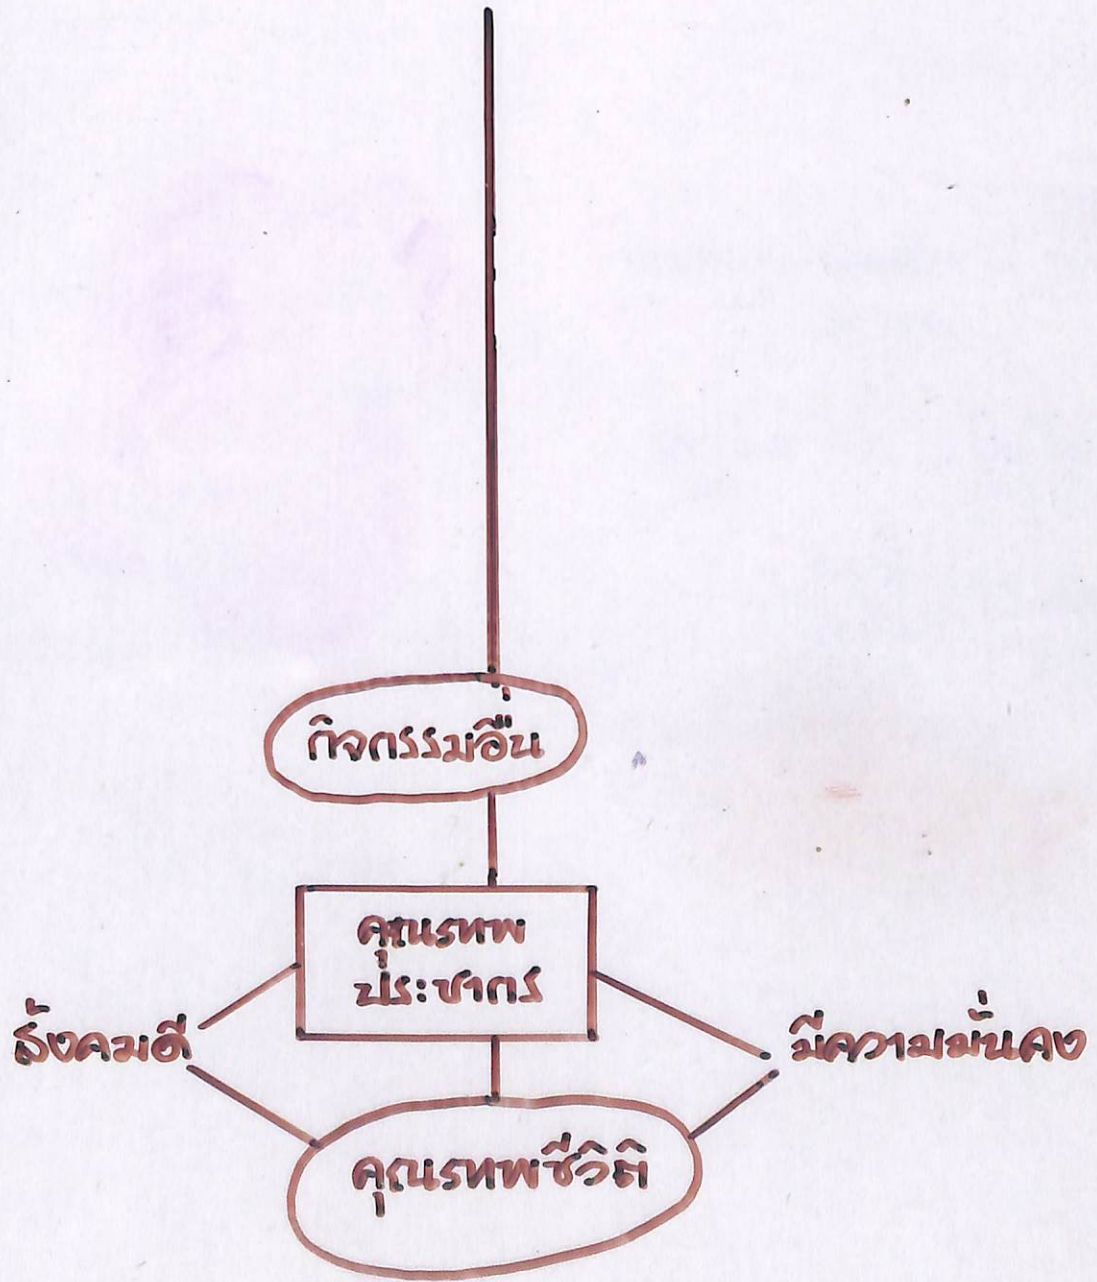 กิจกรรมอื่น
คุณภาพ
ประชากร
สังคมดี
มีความมั่นคง
คุณภาพชีวิต